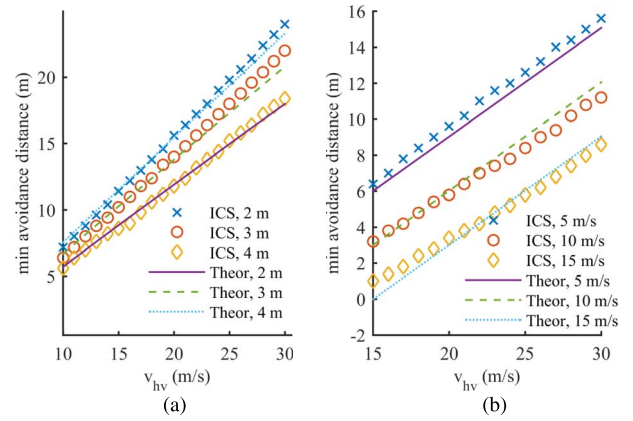 min avoidance distance (m)
20
15
10
5
10 15 20 25 30
v_hv (m/s)
ICS, 2 m
ICS, 3 m
ICS, 4 m
Theor, 2 m
Theor, 3 m
Theor, 4 m
(a)
min avoidance distance (m)
16
14
12
10
8
6
4
2
0
-2
15 20 25 30
v_hv (m/s)
ICS, 5 m/s
ICS, 10 m/s
ICS, 15 m/s
Theor, 5 m/s
Theor, 10 m/s
Theor, 15 m/s
(b)